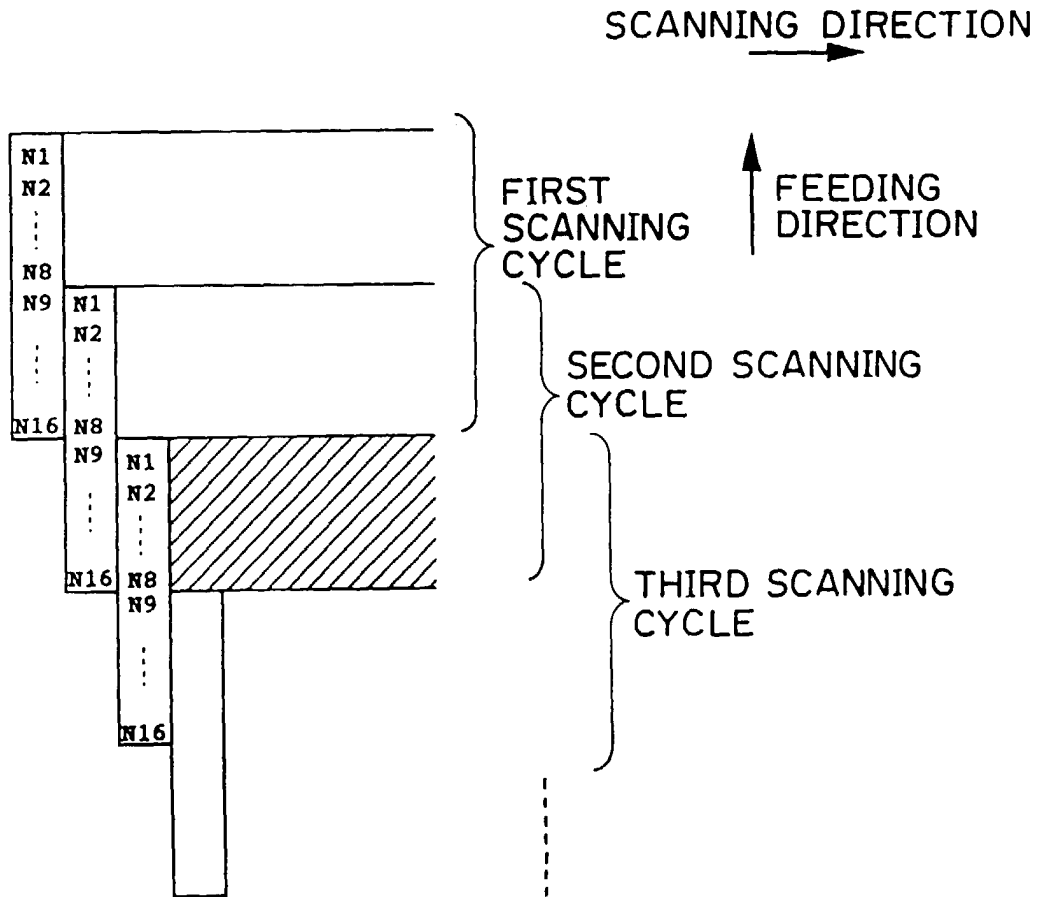 SCANNING DIRECTION
FEEDING
DIRECTION
FIRST
SCANNING
CYCLE
SECOND SCANNING
CYCLE
THIRD SCANNING
CYCLE
N1
N2
N8
N9
N16
N1
N2
N8
N9
N16
N1
N2
N8
N9
N16